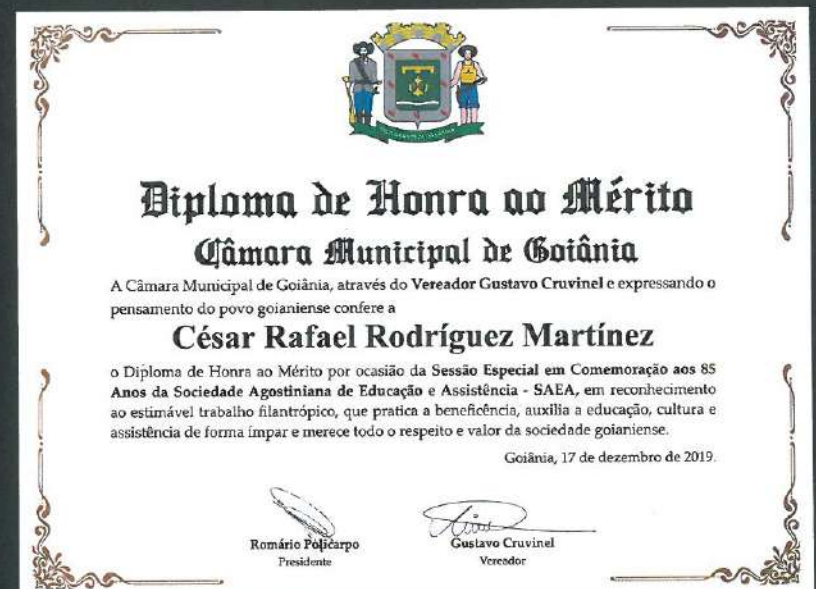 Diploma de Honra ao Mérito
Câmara Municipal de Goiânia
A Câmara Municipal de Goiânia, através do Vereador Gustavo Cruvinel e expressando o
pensamento do povo goianiense confere a
César Rafael Rodríguez Martínez
o Diploma de Honra ao Mérito por ocasião da Sessão Especial em Comemoração aos 85
Anos da Sociedade Agostiniana de Educação e Assistência - SAEA, em reconhecimento
ao estimável trabalho filantrópico, que pratica a beneficência, auxilia a educação, cultura e
assistência de forma ímpar e merece todo o respeito e valor da sociedade goianiense.
Goiânia, 17 de dezembro de 2019.
Romário Policarpo
Presidente
Gustavo Cruvinel
Vereador